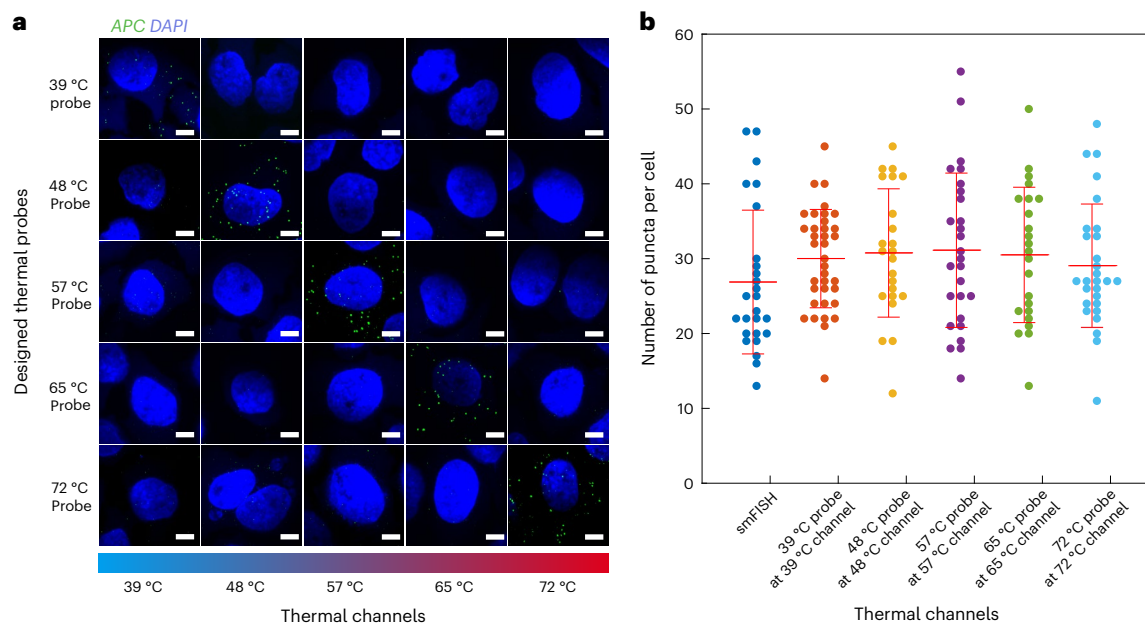 a
APC DAPI
39 °C
probe
48 °C
Probe
57 °C
Probe
65 °C
Probe
72 °C
Probe
Designed thermal probes
39 °C
48 °C
57 °C
65 °C
72 °C
Thermal channels
b
60
50
40
30
20
10
0
Number of puncta per cell
smFISH
39 °C probe
at 39 °C channel
48 °C probe
at 48 °C channel
57 °C probe
at 57 °C channel
65 °C probe
at 65 °C channel
72 °C probe
at 72 °C channel
Thermal channels